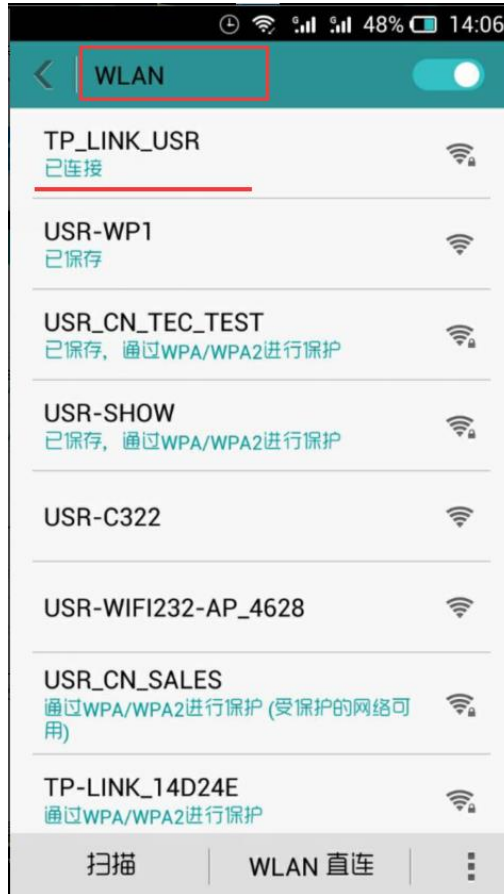 48% 14:06
WLAN
TP_LINK_USR
已连接
USR-WP1
已保存
USR_CN_TEC_TEST
已保存，通过WPA/WPA2进行保护
USR-SHOW
已保存，通过WPA/WPA2进行保护
USR-C322
USR-WIFI232-AP_4628
USR_CN_SALES
通过WPA/WPA2进行保护 (受保护的网络可
用)
TP-LINK_14D24E
通过WPA/WPA2进行保护
扫描 WLAN 直连